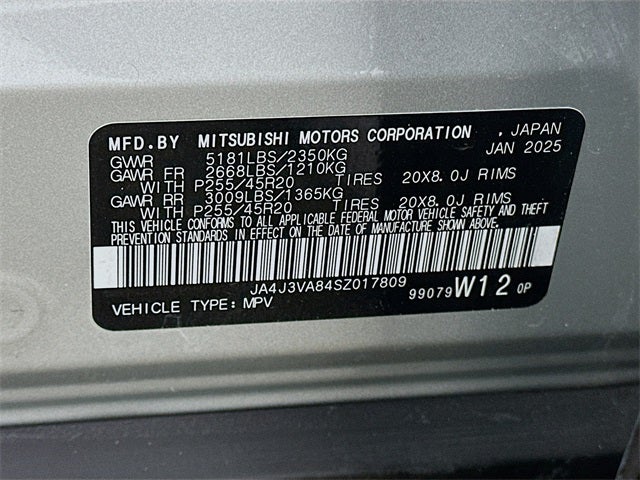 MFD.BY MITSUBISHI MOTORS CORPORATION , JAPAN
JAN 2025
GVWR 5181LBS/2350KG
GAWR FR 2668LBS/1210KG
WITH P255/45R20 TIRES 20X8.0J RIMS
GAWR RR 3009LBS/1365KG
WITH P255/45R20 TIRES 20X8.0J RIMS
THIS VEHICLE CONFORMS TO ALL APPLICABLE FEDERAL MOTOR VEHICLE SAFETY AND THEFT
PREVENTION STANDARDS IN EFFECT ON THE DATE OF MANUFACTURE SHOWN ABOVE.
JA4J3VA84SZ017809
VEHICLE TYPE: MPV 99079 W12 0P